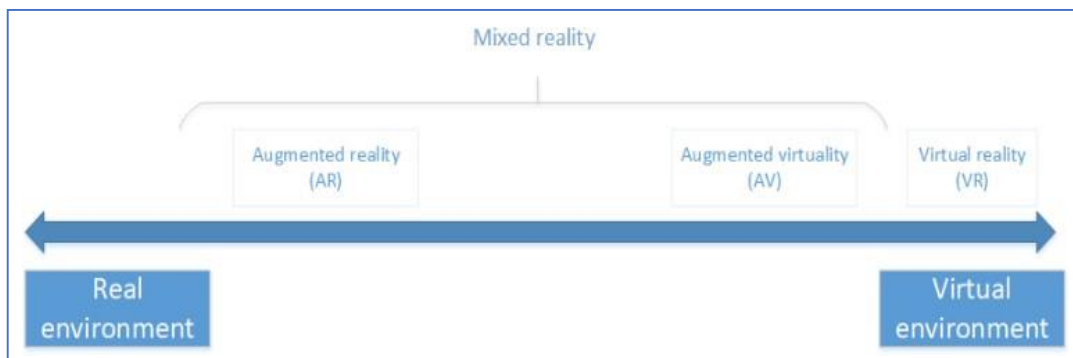 Mixed reality
Augmented reality
(AR)
Augmented virtuality
(AV)
Virtual reality
(VR)
Real
environment
Virtual
environment